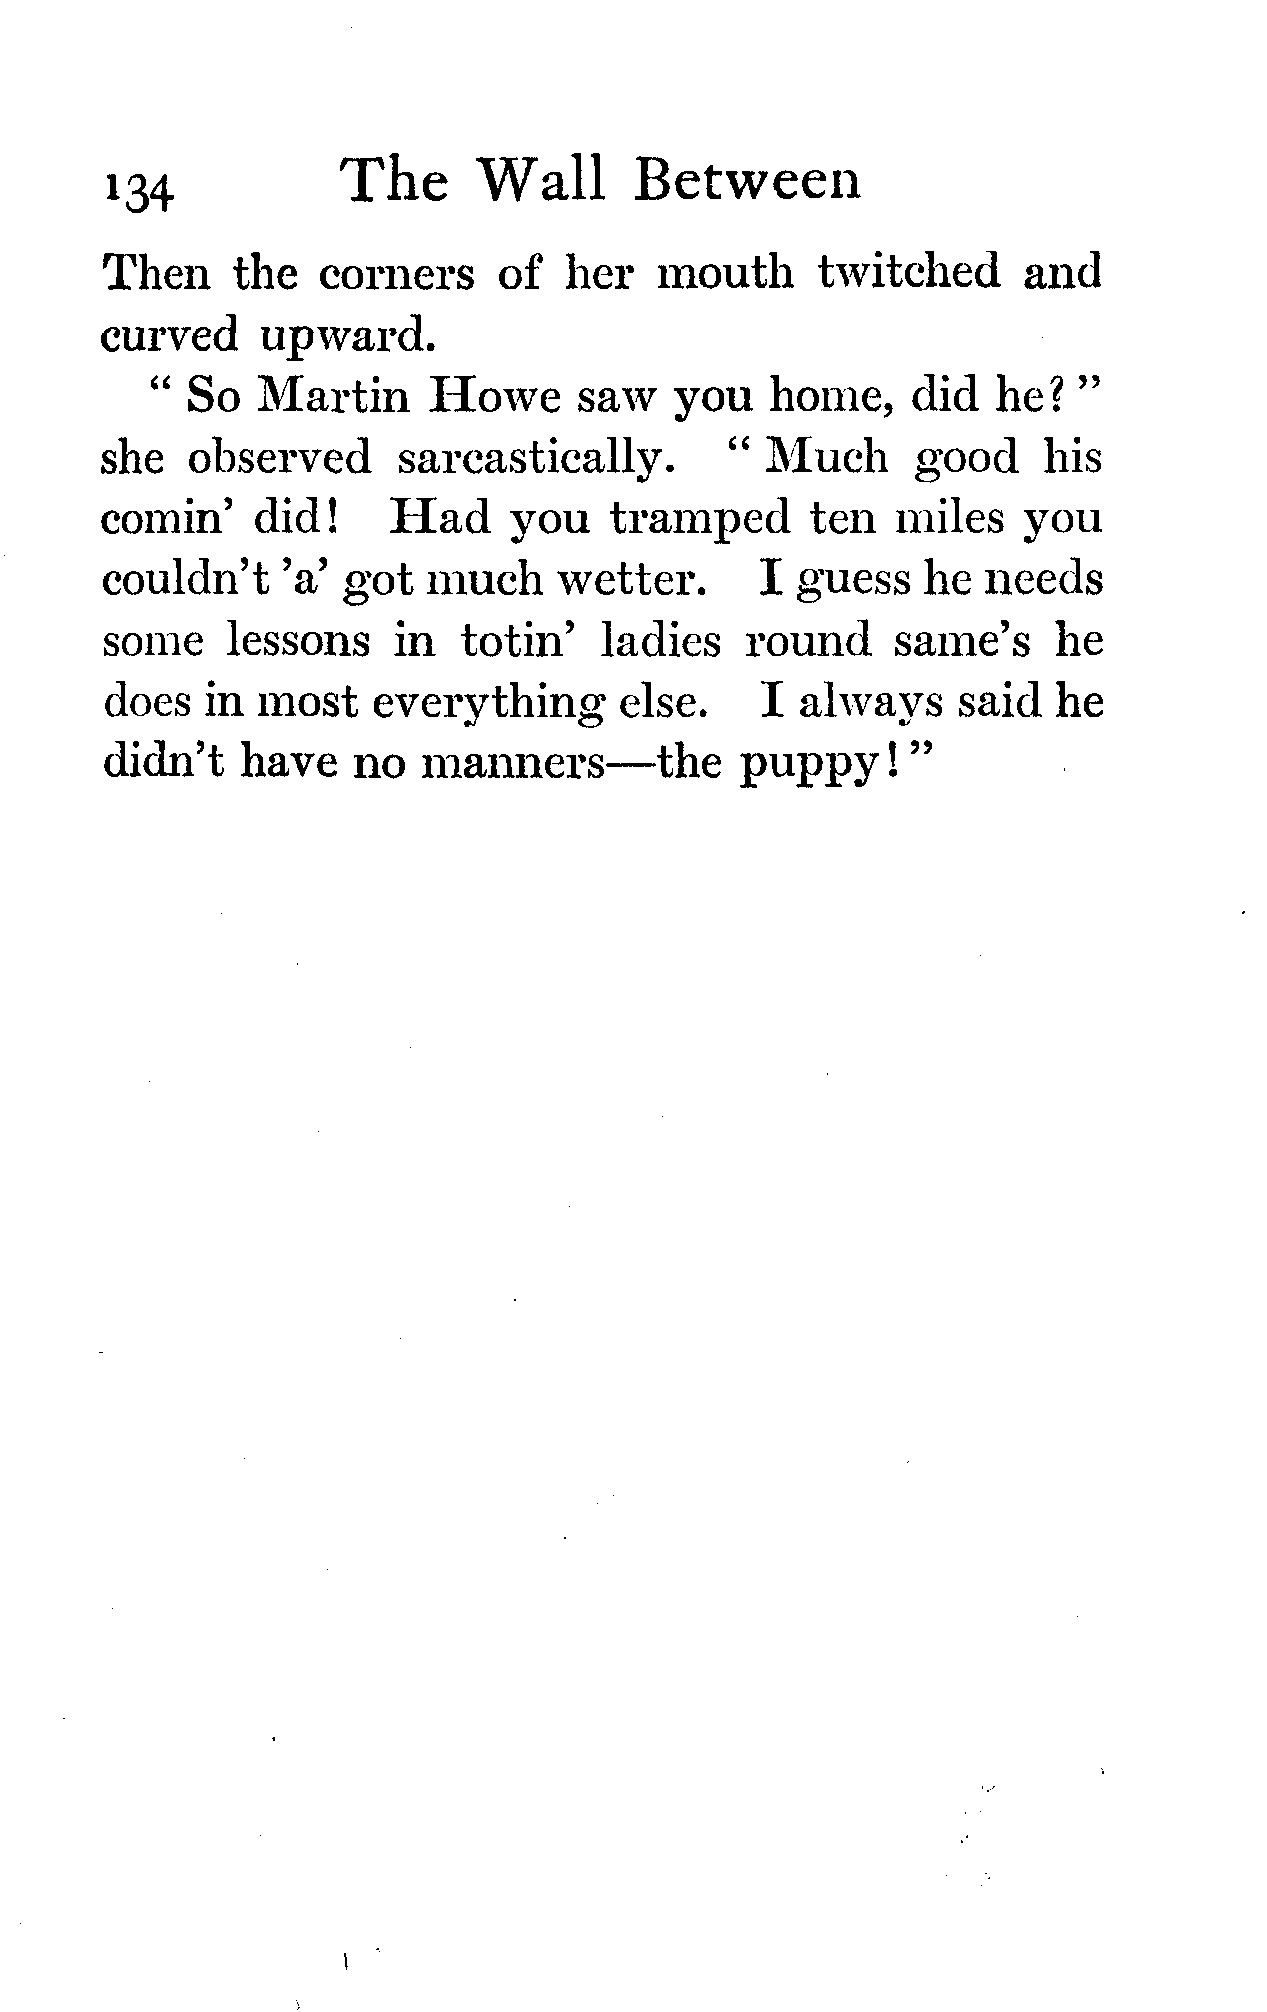 134 The Wall Between
Then the corners of her mouth twitched and
curved upward.
“ So Martin Howe saw you home, did he? ”
she observed sarcastically. “ Much good his
comin’ did! Had you tramped ten miles you
couldn’t ’a’ got much wetter. I guess he needs
some lessons in totin’ ladies round same’s he
does in most everything else. I always said he
didn’t have no manners—the puppy! ”